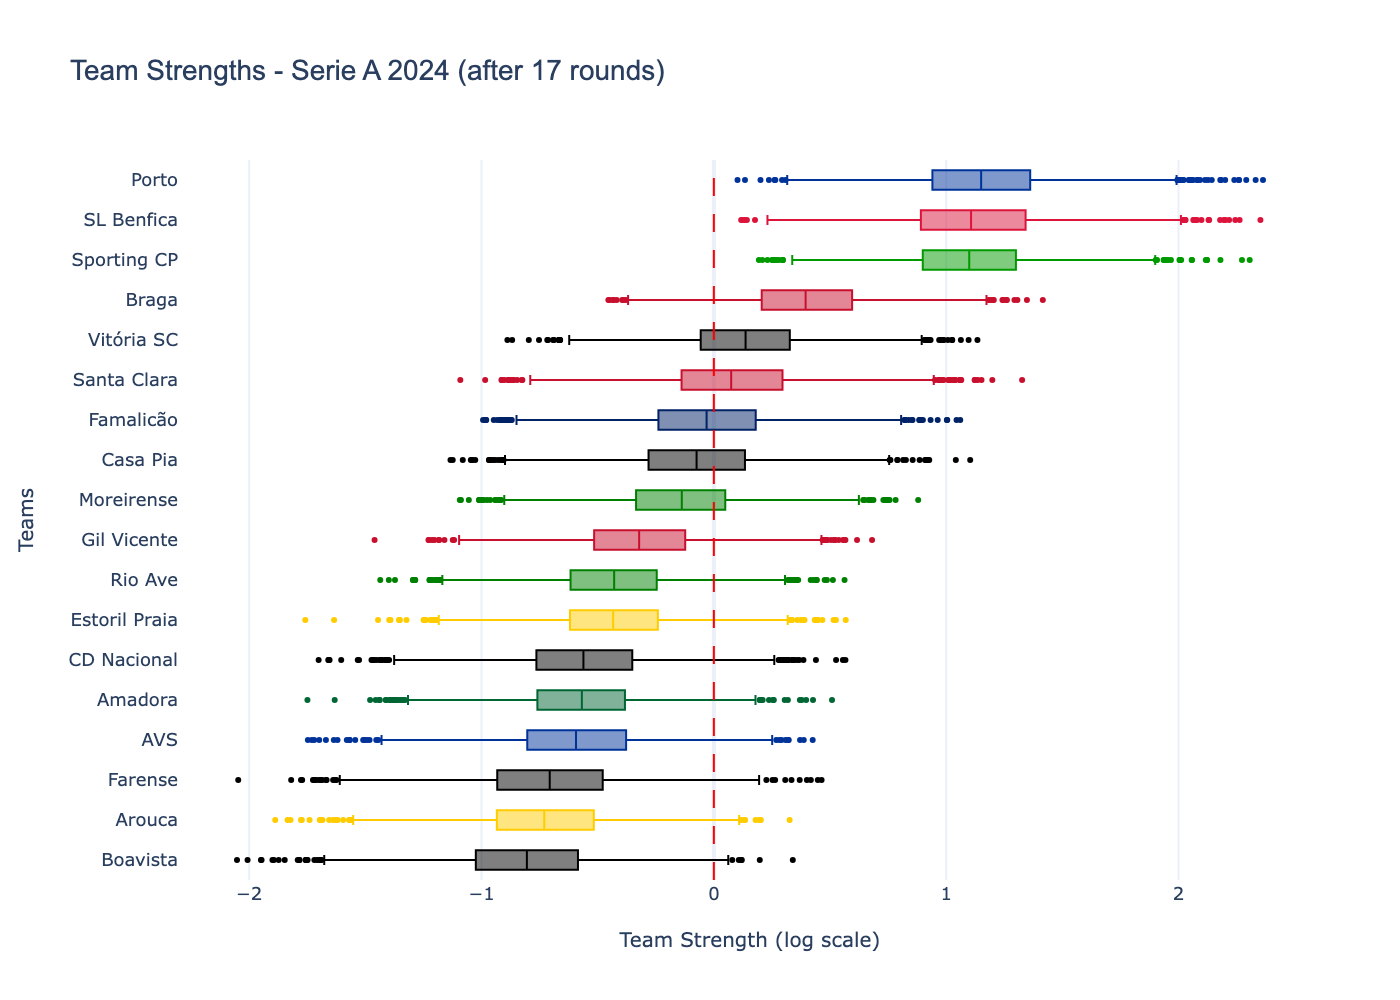 Team Strengths - Serie A 2024 (after 17 rounds)
Porto
SL Benfica
Sporting CP
Braga
Vitória SC
Santa Clara
Famalicão
Casa Pia
Moreirense
Gil Vicente
Rio Ave
Estoril Praia
CD Nacional
Amadora
AVS
Farense
Arouca
Boavista
Teams
−2 −1 0 1 2
Team Strength (log scale)